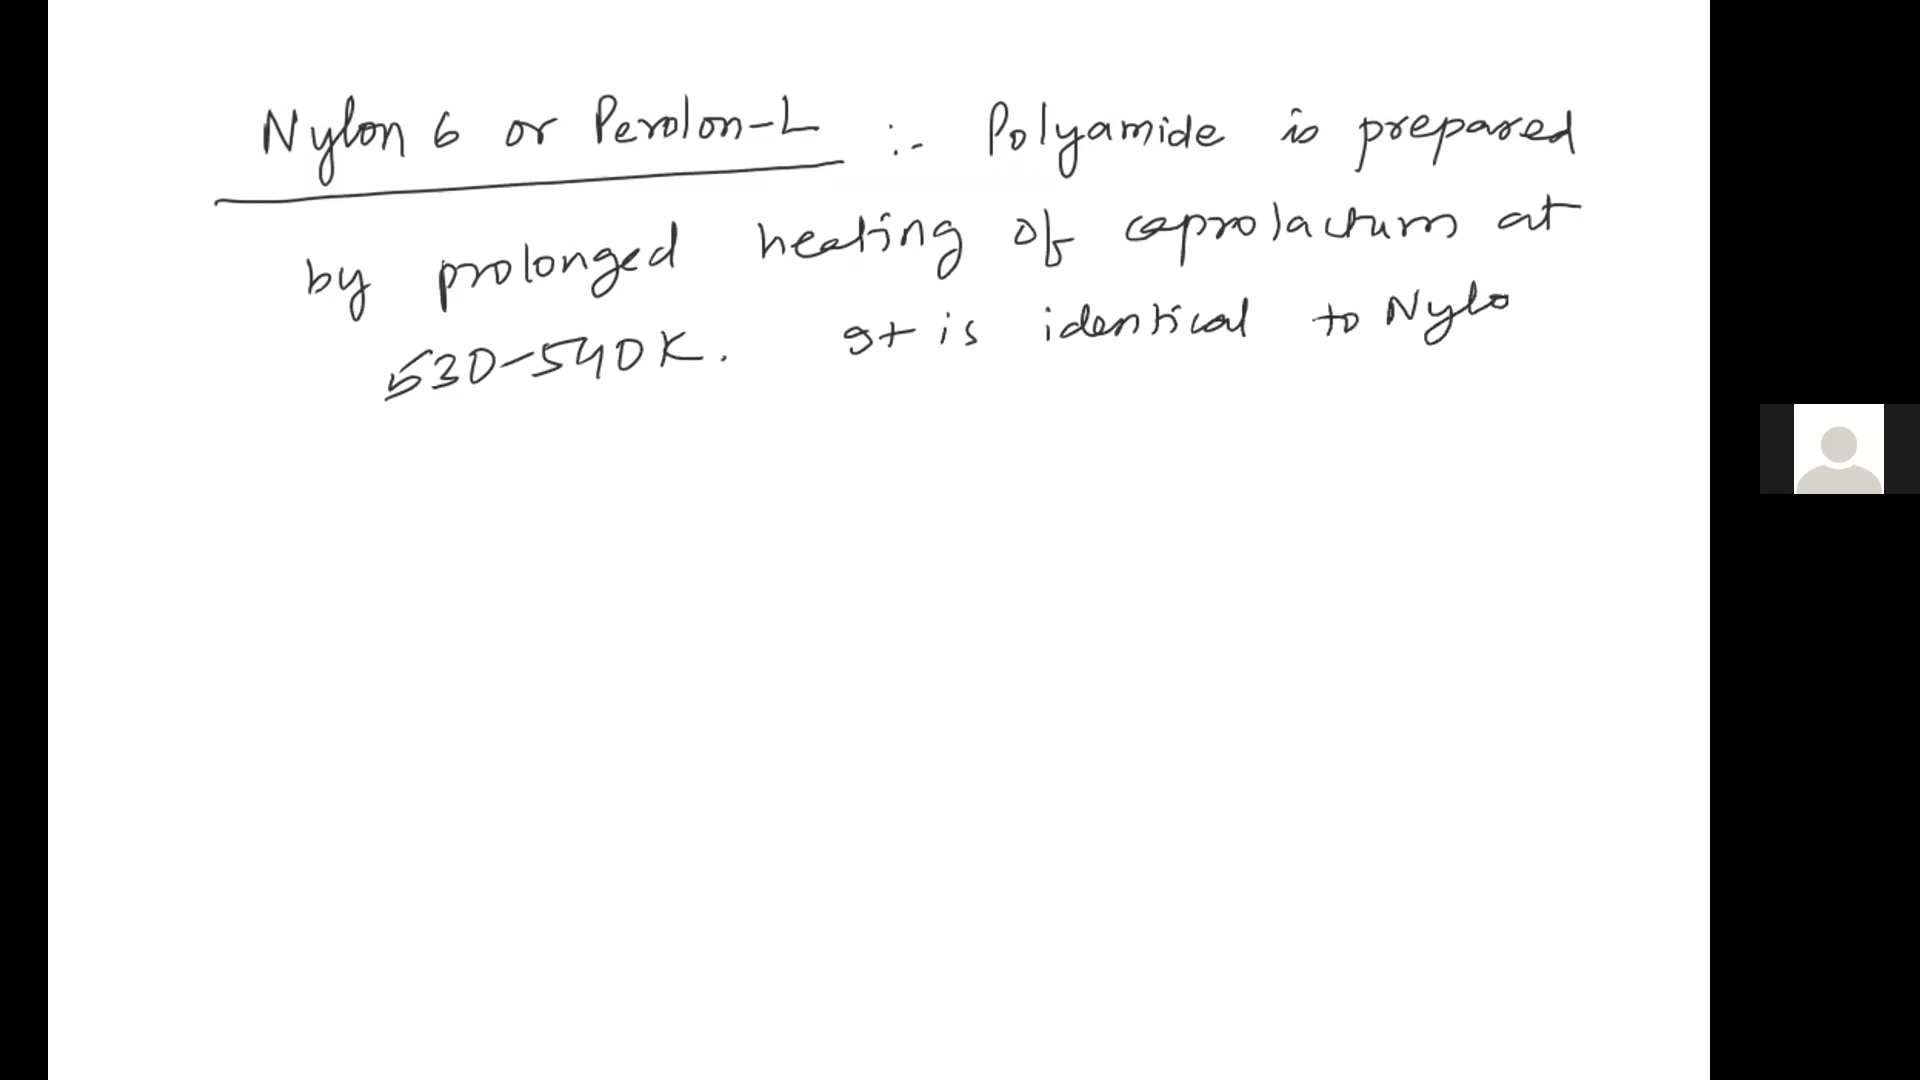 Nylon 6 or Perolon-L :- Polyamide is prepared
by prolonged heating of caprolactum at
530-540K. It is identical to Nylo